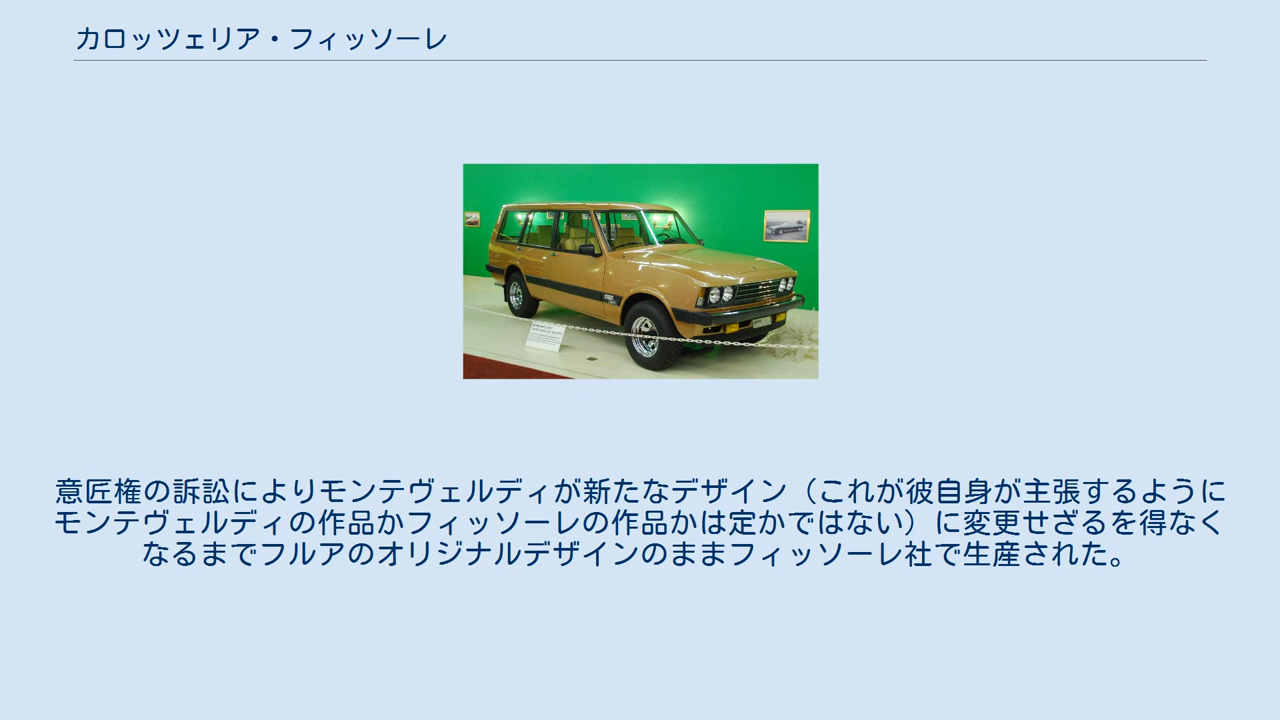 カロッツェリア・フィッソーレ
意匠権の訴訟によりモンテヴェルディが新たなデザイン（これが彼自身が主張するように
モンテヴェルディの作品かフィッソーレの作品かは定かではない）に変更せざるを得なく
なるまでフルアのオリジナルデザインのままフィッソーレ社で生産された。